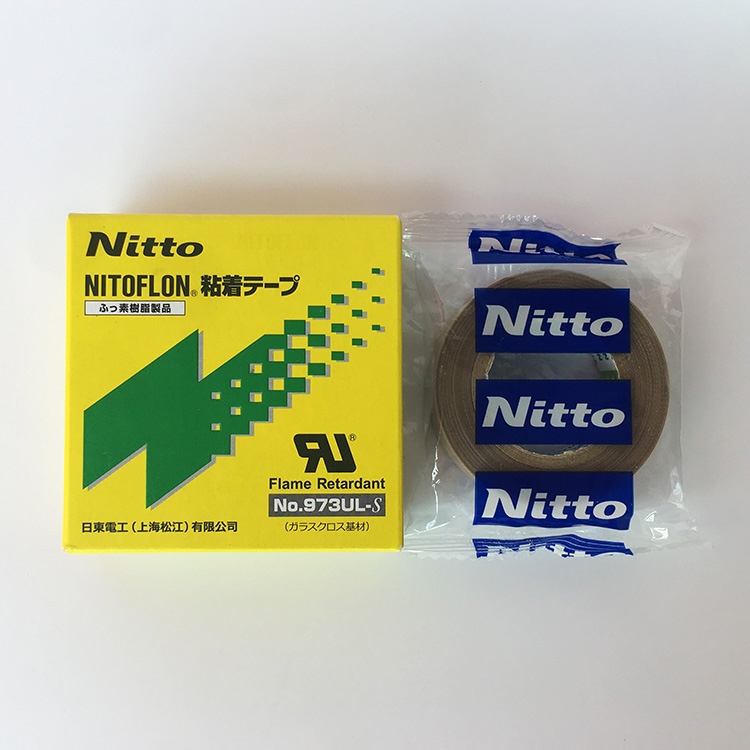 Nitto
NITOFLON® 粘着テープ
ふっ素樹脂製品
RU®
Flame Retardant
No.973UL-S
日東電工(上海松江)有限公司
(ガラスクロス基材)
Nitto
Nitto
Nitto
Nitto